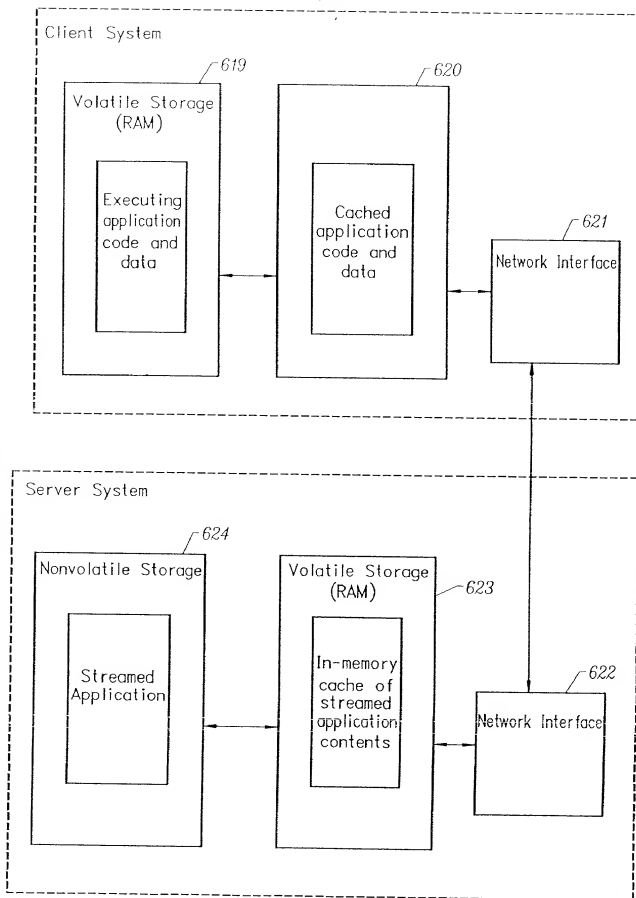 Client System
619
Volatile Storage
(RAM)
Executing
application
code and
data
620
Cached
application
code and
data
621
Network Interface
Server System
624
Nonvolatile Storage
Streamed
Application
Volatile Storage
(RAM)
623
In-memory
cache of
streamed
application
contents
622
Network Interface